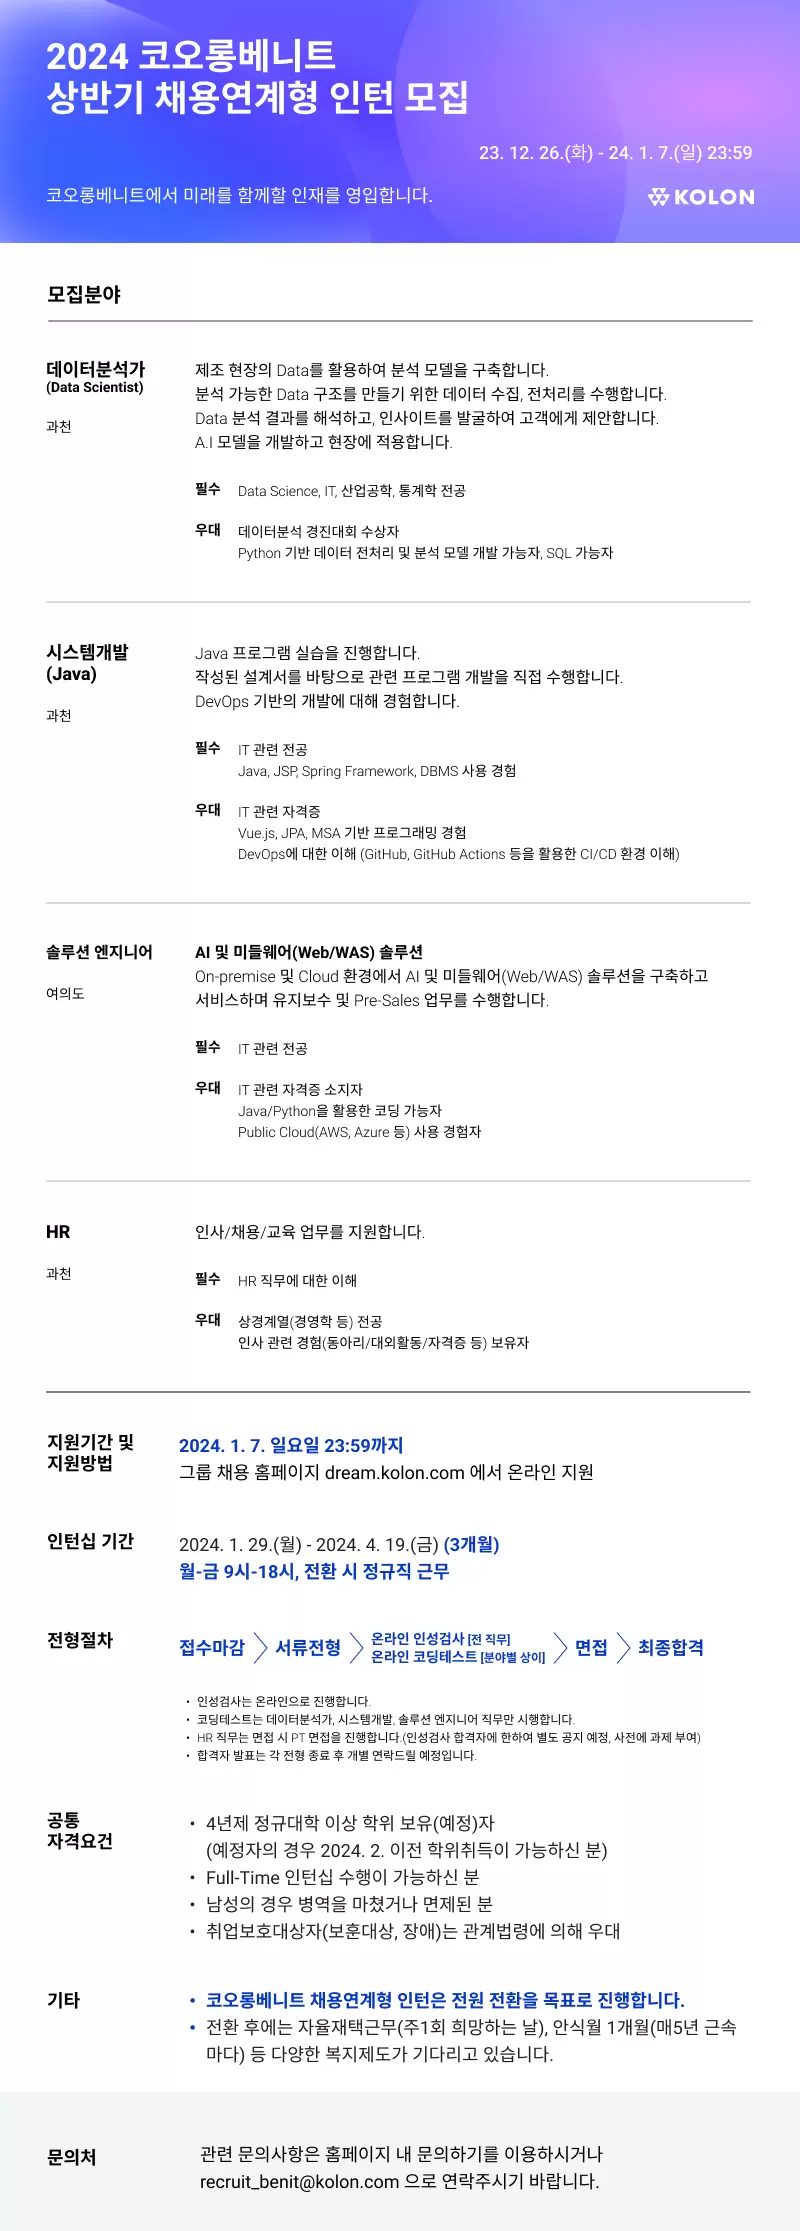 2024 코오롱베니트
상반기 채용연계형 인턴 모집
23. 12. 26.(화) - 24. 1. 7.(일) 23:59
코오롱베니트에서 미래를 함께할 인재를 영입합니다.
KOLON
모집분야
데이터분석가
(Data Scientist)
과천
제조 현장의 Data를 활용하여 분석 모델을 구축합니다.
분석 가능한 Data 구조를 만들기 위한 데이터 수집, 전처리를 수행합니다.
Data 분석 결과를 해석하고, 인사이트를 발굴하여 고객에게 제안합니다.
A.I 모델을 개발하고 현장에 적용합니다.
필수 Data Science, IT, 산업공학, 통계학 전공
우대 데이터분석 경진대회 수상자
Python 기반 데이터 전처리 및 분석 모델 개발 가능자, SQL 가능자
시스템개발
(Java)
과천
Java 프로그램 실습을 진행합니다.
작성된 설계서를 바탕으로 관련 프로그램 개발을 직접 수행합니다.
DevOps 기반의 개발에 대해 경험합니다.
필수 IT 관련 전공
Java, JSP, Spring Framework, DBMS 사용 경험
우대 IT 관련 자격증
Vue.js, JPA, MSA 기반 프로그래밍 경험
DevOps에 대한 이해 (GitHub, GitHub Actions 등을 활용한 CI/CD 환경 이해)
솔루션 엔지니어
여의도
AI 및 미들웨어(Web/WAS) 솔루션
On-premise 및 Cloud 환경에서 AI 및 미들웨어(Web/WAS) 솔루션을 구축하고
서비스하며 유지보수 및 Pre-Sales 업무를 수행합니다.
필수 IT 관련 전공
우대 IT 관련 자격증 소지자
Java/Python을 활용한 코딩 가능자
Public Cloud(AWS, Azure 등) 사용 경험자
HR
과천
인사/채용/교육 업무를 지원합니다.
필수 HR 직무에 대한 이해
우대 상경계열(경영학 등) 전공
인사 관련 경험(동아리/대외활동/자격증 등) 보유자
지원기간 및
지원방법
2024. 1. 7. 일요일 23:59까지
그룹 채용 홈페이지 dream.kolon.com 에서 온라인 지원
인턴십 기간
2024. 1. 29.(월) - 2024. 4. 19.(금) (3개월)
월-금 9시-18시, 전환 시 정규직 근무
전형절차
접수마감 서류전형 온라인 인성검사 [전 직무]
온라인 코딩테스트 [분야별 상이] 면접 최종합격
• 인성검사는 온라인으로 진행합니다.
• 코딩테스트는 데이터분석가, 시스템개발, 솔루션 엔지니어 직무만 시행합니다.
• HR 직무는 면접 시 PT 면접을 진행합니다.(인성검사 합격자에 한하여 별도 공지 예정, 사전에 과제 부여)
• 합격자 발표는 각 전형 종료 후 개별 연락드릴 예정입니다.
공통
자격요건
• 4년제 정규대학 이상 학위 보유(예정)자
(예정자의 경우 2024. 2. 이전 학위취득이 가능하신 분)
• Full-Time 인턴십 수행이 가능하신 분
• 남성의 경우 병역을 마쳤거나 면제된 분
• 취업보호대상자(보훈대상, 장애)는 관계법령에 의해 우대
기타
• 코오롱베니트 채용연계형 인턴은 전원 전환을 목표로 진행합니다.
• 전환 후에는 자율재택근무(주1회 희망하는 날), 안식월 1개월(매5년 근속
마다) 등 다양한 복지제도가 기다리고 있습니다.
문의처
관련 문의사항은 홈페이지 내 문의하기를 이용하시거나
recruit_benit@kolon.com 으로 연락주시기 바랍니다.